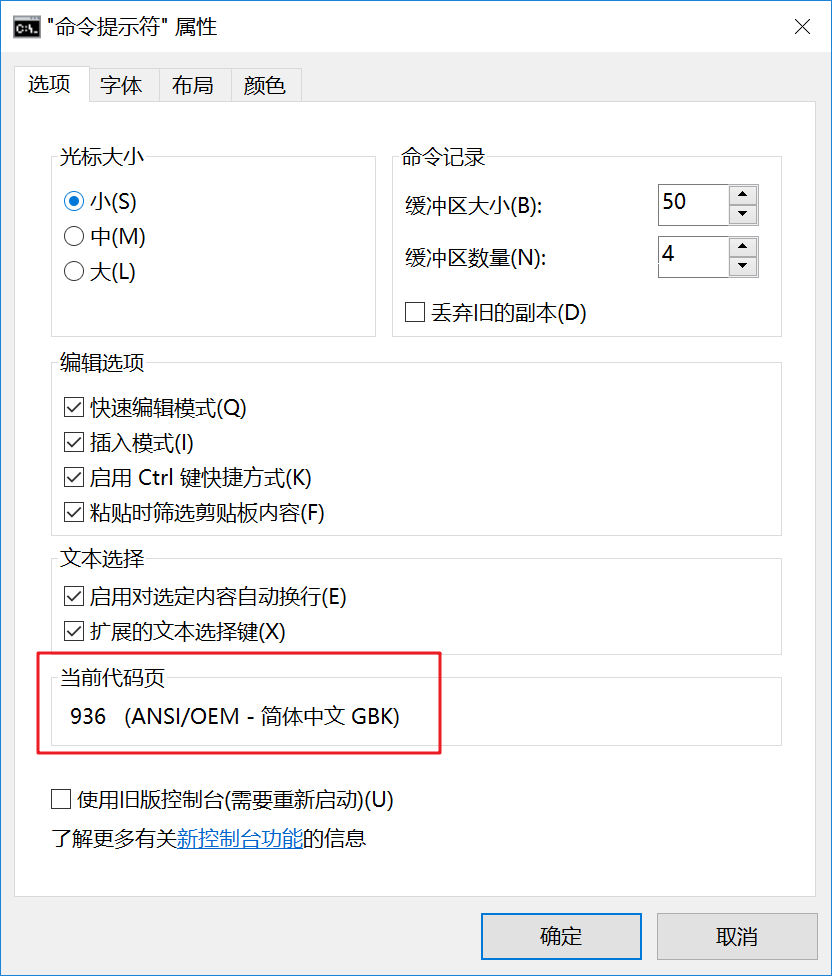 "命令提示符" 属性
选项 字体 布局 颜色
光标大小
小(S)
中(M)
大(L)
命令记录
缓冲区大小(B): 50
缓冲区数量(N): 4
丢弃旧的副本(D)
编辑选项
快速编辑模式(Q)
插入模式(I)
启用 Ctrl 键快捷方式(K)
粘贴时筛选剪贴板内容(F)
文本选择
启用对选定内容自动换行(E)
扩展的文本选择键(X)
当前代码页
936 (ANSI/OEM - 简体中文 GBK)
使用旧版控制台(需要重新启动)(U)
了解更多有关新控制台功能的信息
确定 取消